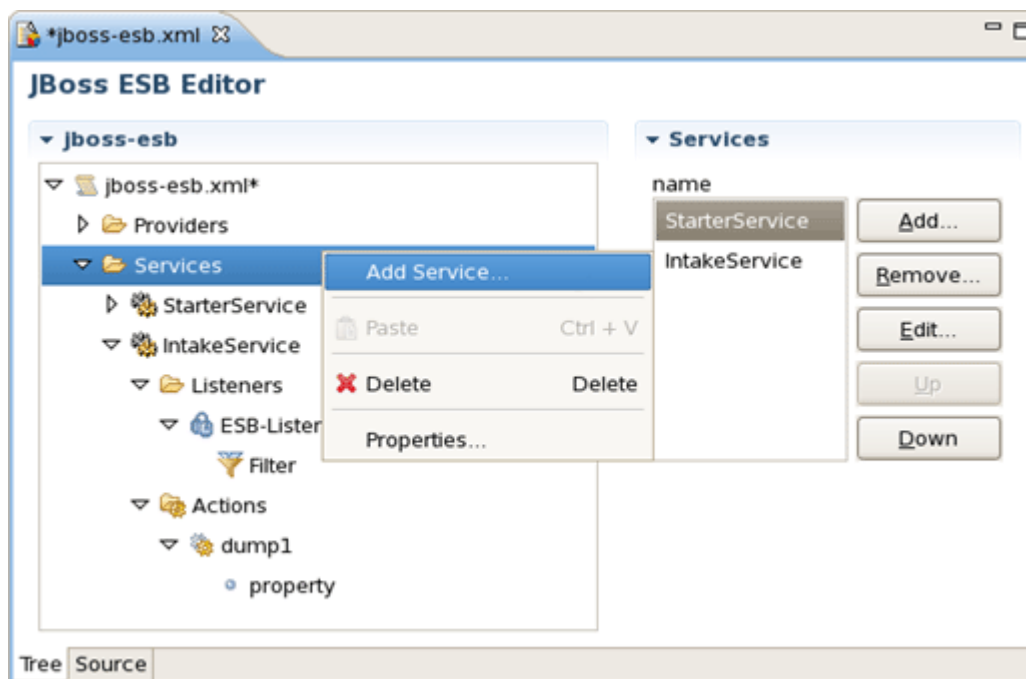 *jboss-esb.xml
JBoss ESB Editor
jboss-esb
jboss-esb.xml*
Providers
Services
StarterService
IntakeService
Listeners
ESB-Lister
Filter
Actions
dump1
property
Add Service...
Paste Ctrl + V
Delete Delete
Properties...
Services
name
StarterService
IntakeService
Add...
Remove...
Edit...
Up
Down
Tree Source